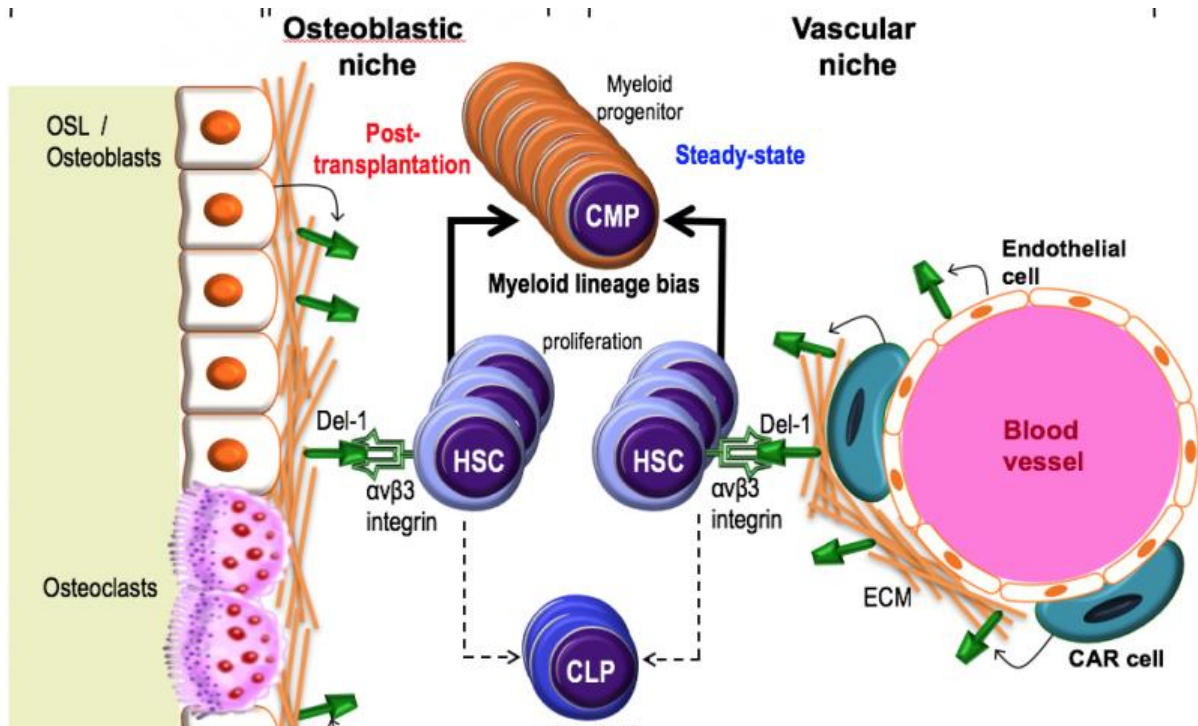 Osteoblastic
niche
Vascular
niche
OSL /
Osteoblasts
Post-
transplantation
Myeloid
progenitor
Steady-state
CMP
Myeloid lineage bias
Endothelial
cell
proliferation
Del-1
HSC
αvβ3
integrin
HSC
Del-1
αvβ3
integrin
Blood
vessel
Osteoclasts
ECM
CLP
CAR cell